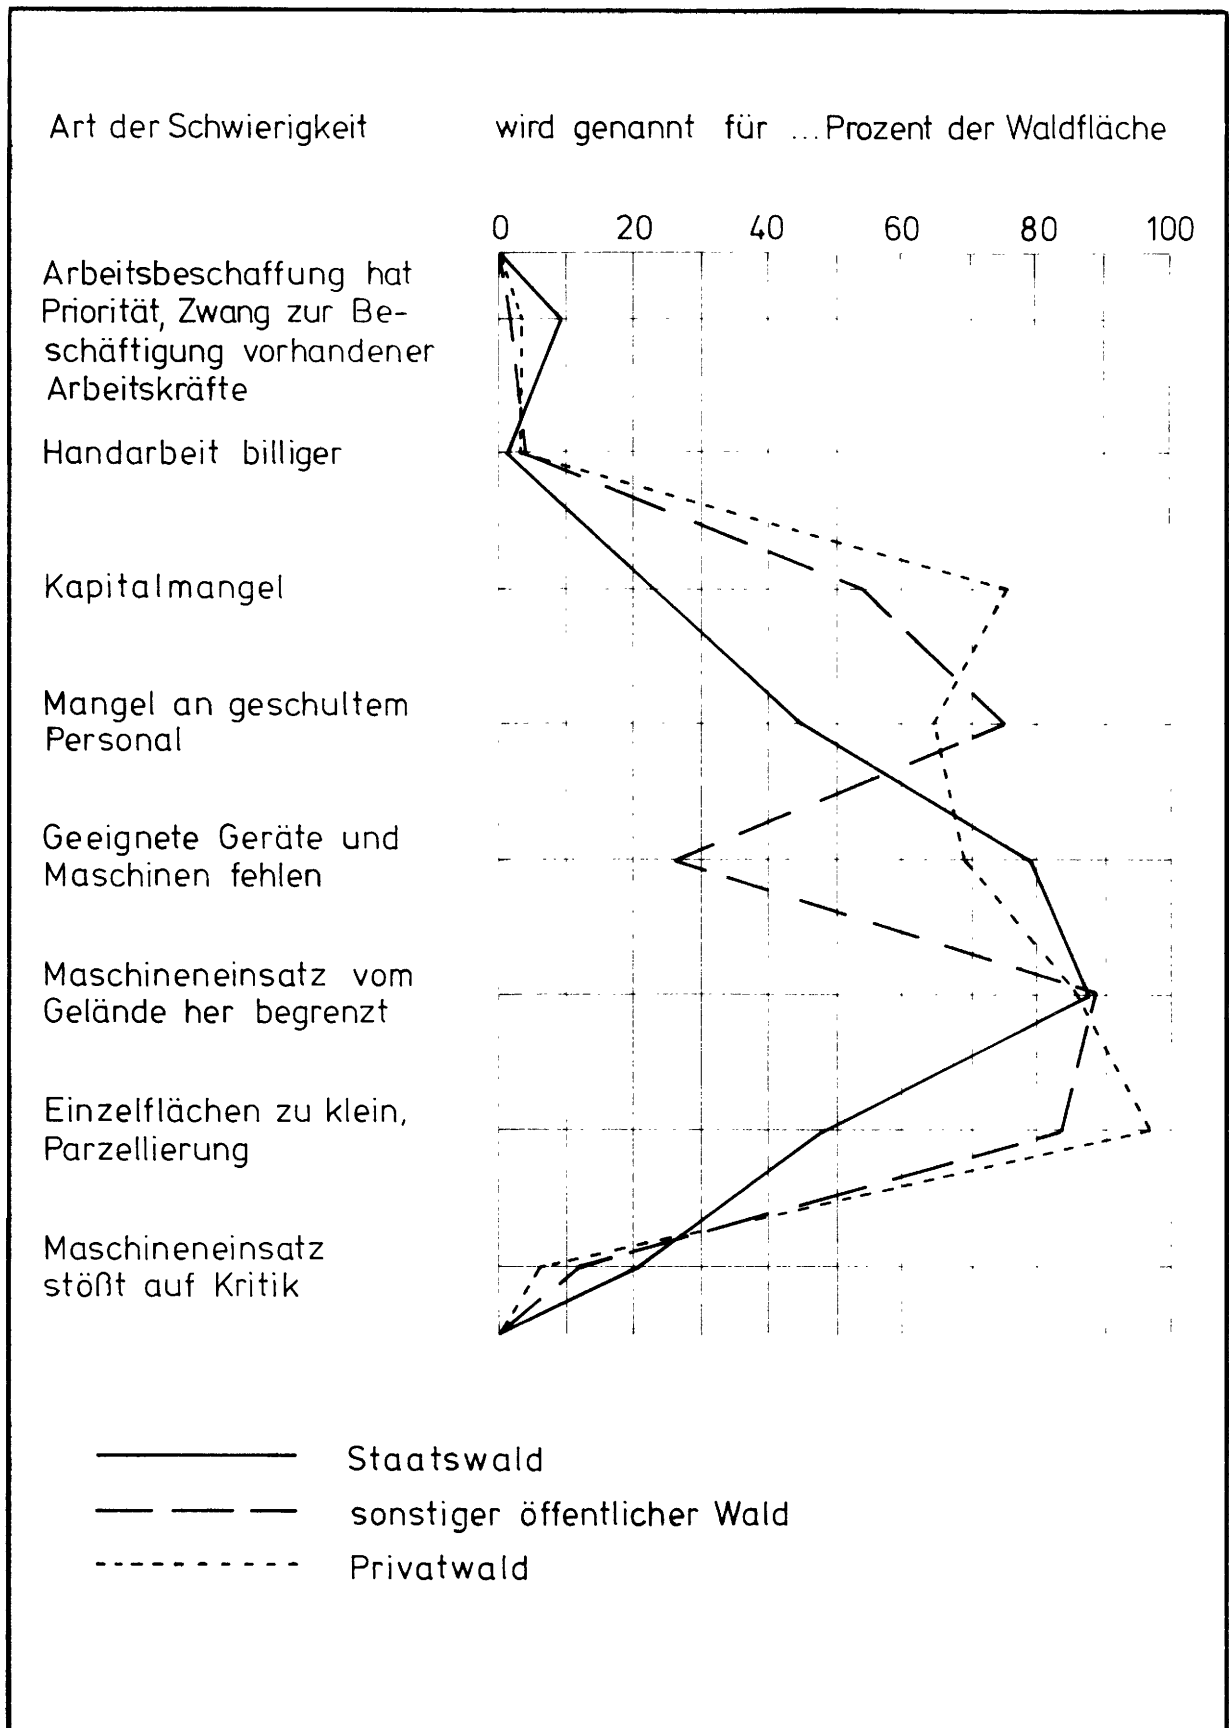 Art der Schwierigkeit wird genannt für ... Prozent der Waldfläche
0 20 40 60 80 100
Arbeitsbeschaffung hat
Priorität, Zwang zur Be-
schäftigung vorhandener
Arbeitskräfte
Handarbeit billiger
Kapitalmangel
Mangel an geschultem
Personal
Geeignete Geräte und
Maschinen fehlen
Maschineneinsatz vom
Gelände her begrenzt
Einzelflächen zu klein,
Parzellierung
Maschineneinsatz
stößt auf Kritik
Staatswald
sonstiger öffentlicher Wald
Privatwald